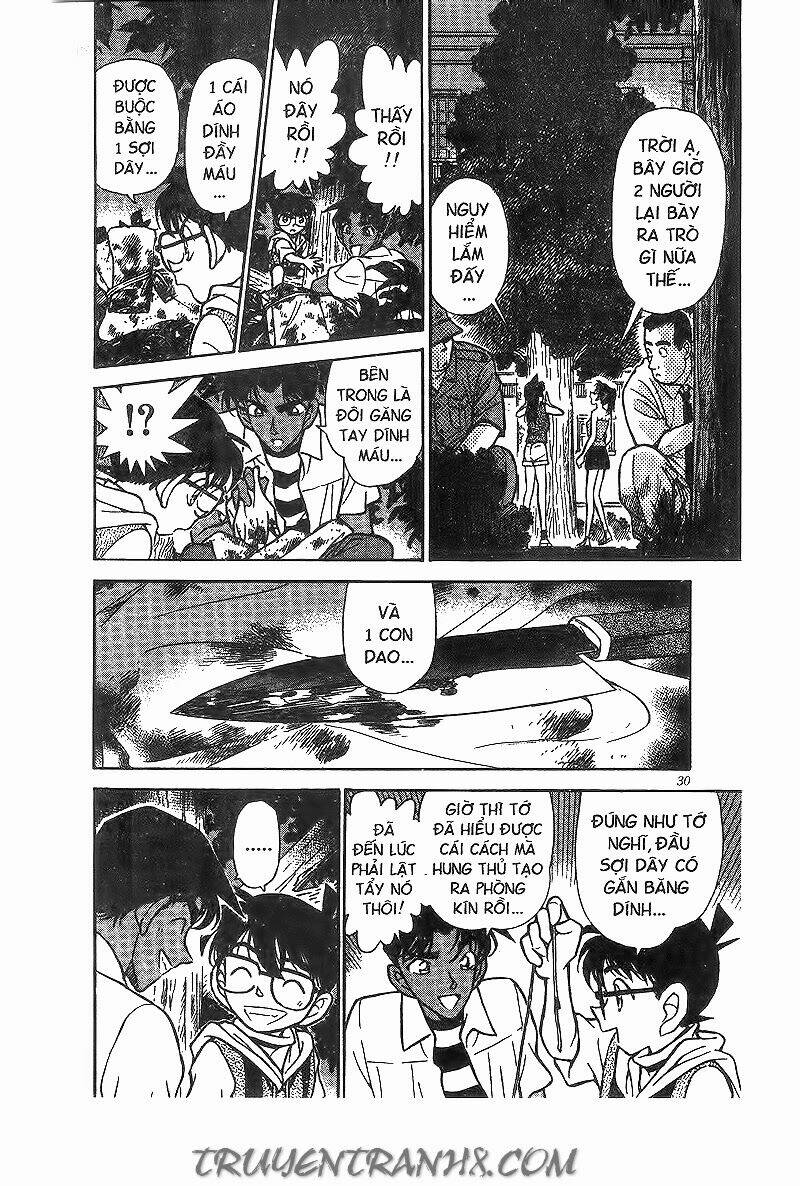 TRỜI Ạ,
BÂY GIỜ
2 NGƯỜI
LẠI BÀY
RA TRÒ
GÌ NỮA
THẾ...
NGUY
HIỂM LẮM
ĐẤY
...
THẤY
RỒI
!!
NÓ
ĐÂY
RỒI
!!
1 CÁI
ÁO
DÍNH
ĐẦY
MÁU
...
ĐƯỢC
BUỘC
BẰNG
1 SỢI
DÂY...
BÊN
TRONG LÀ
ĐÔI GĂNG
TAY DÍNH
MÁU...
!?
VÀ
1 CON
DAO...
30
ĐÚNG NHƯ TỚ
NGHĨ, ĐẦU
SỢI DÂY CÓ
GẮN BĂNG
DÍNH...
GIỜ THÌ TỚ
ĐÃ HIỂU ĐƯỢC
CÁI CÁCH MÀ
HUNG THỦ TẠO
RA PHÒNG
KÍN RỒI...
ĐÃ
ĐẾN LÚC
PHẢI LẬT
TẨY NÓ
THÔI!
......
TRUYENTRANH8.COM